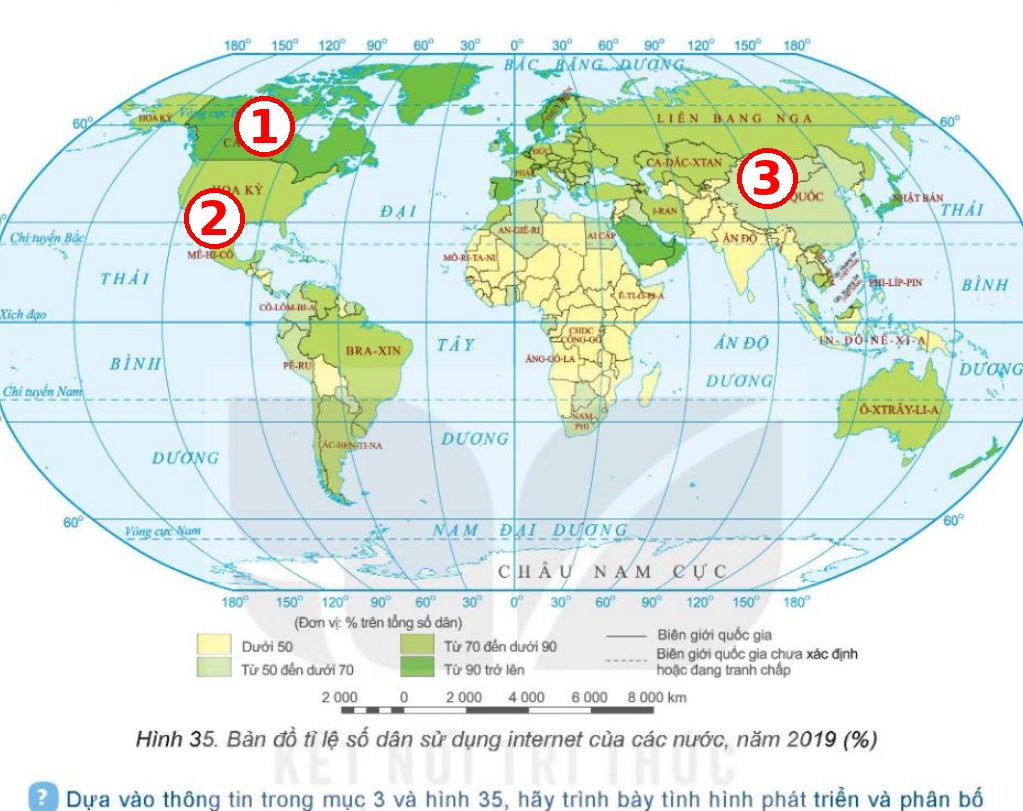 180° 150° 120° 90° 60° 30° 0° 30° 60° 90° 120° 150° 180°
BẮC BĂNG DƯƠNG
HOA KỲ
Vòng cực B
1
60°
CA
LIÊN BANG NGA
60°
ĐỨC
PHÁP
CA-DẮC-XTAN
3
QUỐC
HOA KỲ
2
NHẬT BẢN
ĐẠI
THÁI
AN-GIÊ-RI
AI CẬP
I-RAN
ẤN ĐỘ
Chí tuyến Bắc
MÊ-HI-CÔ
MÔ-RI-TA-NI
THÁI
PHI-LÍP-PIN
BÌNH
Ê-TI-Ô-PI-A
CÔ-LÔM-BI-A
Xích đạo
CHDC
CÔNG-GÔ
IN-ĐÔ-NÊ-XI-A
BRA-XIN
TÂY
ẤN ĐỘ
BÌNH
PÊ-RU
ĂNG-GÔ-LA
DƯƠNG
DƯƠNG
Chí tuyến Nam
NAM
PHI
Ô-XTRÂY-LI-A
ÁC-HEN-TI-NA
DƯƠNG
DƯƠNG
60°
Vòng cực Nam
NAM ĐẠI DƯƠNG
60°
CHÂU NAM CỰC
180° 150° 120° 90° 60° 30° 0° 30° 60° 90° 120° 150° 180°
(Đơn vị: % trên tổng số dân)
Dưới 50
Từ 70 đến dưới 90
Biên giới quốc gia
Từ 50 đến dưới 70
Từ 90 trở lên
Biên giới quốc gia chưa xác định
hoặc đang tranh chấp
2 000 0 2 000 4 000 6 000 8 000 km
Hình 35. Bản đồ tỉ lệ số dân sử dụng internet của các nước, năm 2019 (%)
KẾT NỐI TRI THỨC
? Dựa vào thông tin trong mục 3 và hình 35, hãy trình bày tình hình phát triển và phân bố